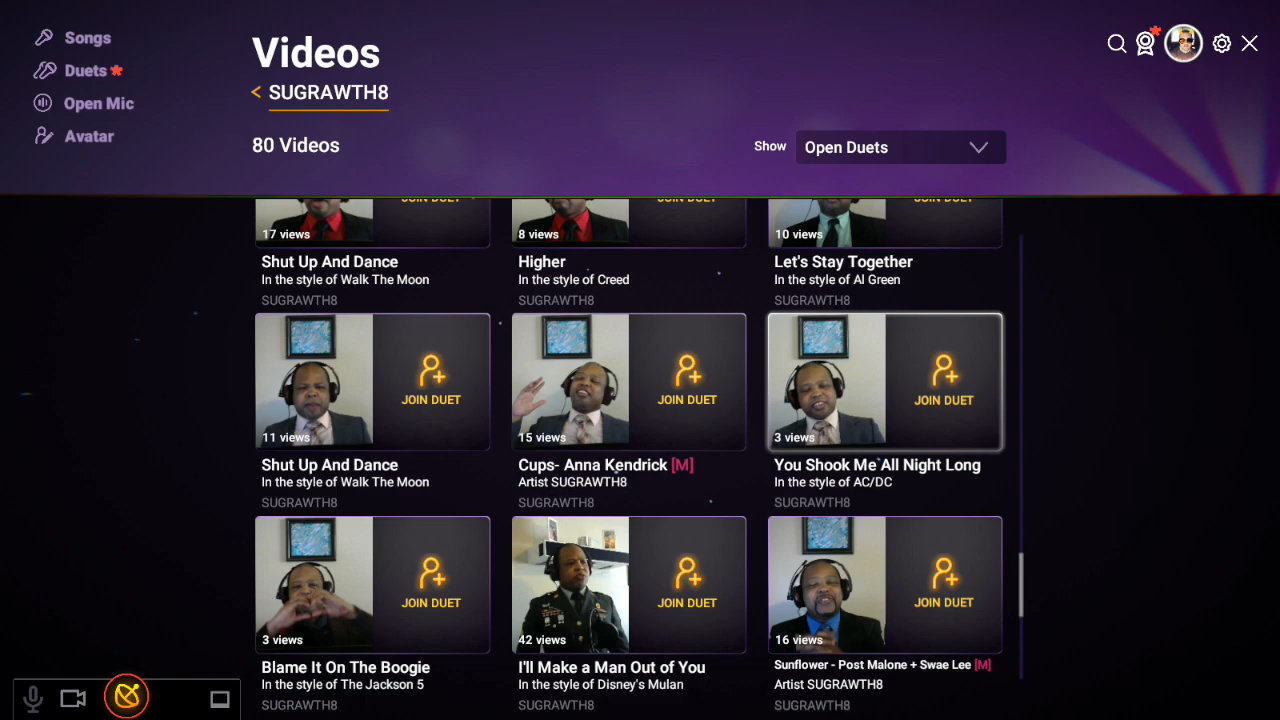 Songs
Duets *
Open Mic
Avatar
Videos
< SUGRAWTH8
80 Videos
Show
Open Duets
JOIN DUET
JOIN DUET
JOIN DUET
17 views
8 views
10 views
Shut Up And Dance
In the style of Walk The Moon
SUGRAWTH8
Higher
In the style of Creed
SUGRAWTH8
Let's Stay Together
In the style of Al Green
SUGRAWTH8
JOIN DUET
11 views
Shut Up And Dance
In the style of Walk The Moon
SUGRAWTH8
JOIN DUET
15 views
Cups- Anna Kendrick [M]
Artist SUGRAWTH8
SUGRAWTH8
JOIN DUET
3 views
You Shook Me All Night Long
In the style of AC/DC
SUGRAWTH8
JOIN DUET
3 views
Blame It On The Boogie
In the style of The Jackson 5
SUGRAWTH8
JOIN DUET
42 views
I'll Make a Man Out of You
In the style of Disney's Mulan
SUGRAWTH8
JOIN DUET
16 views
Sunflower - Post Malone + Swae Lee [M]
Artist SUGRAWTH8
SUGRAWTH8